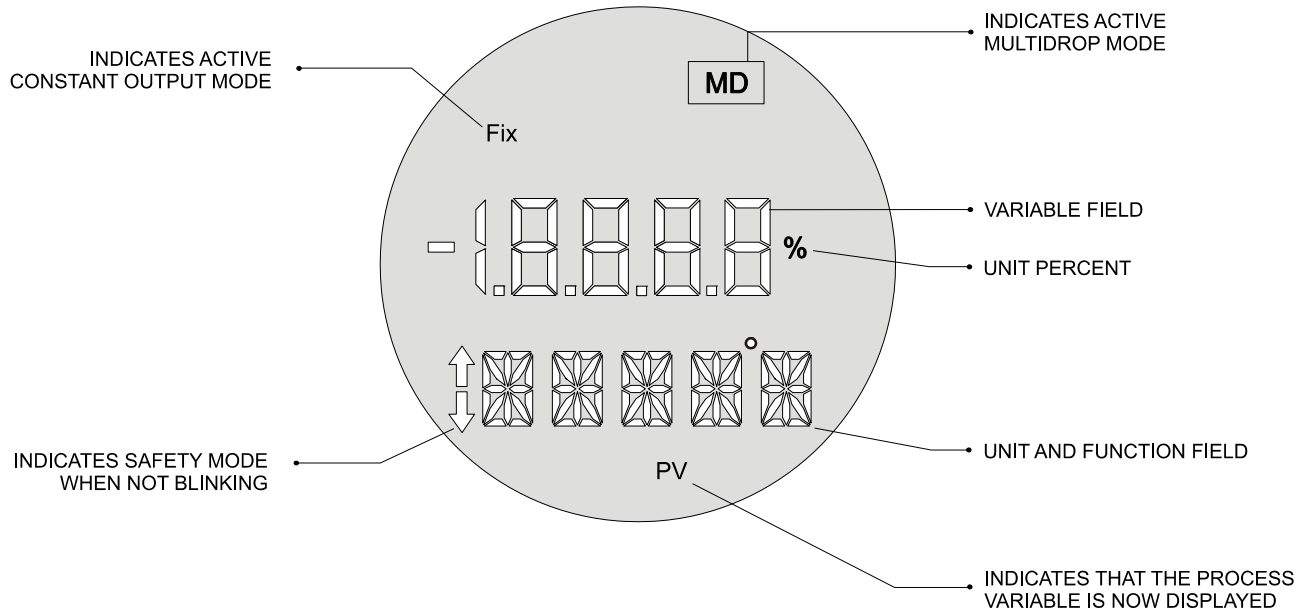 INDICATES ACTIVE
CONSTANT OUTPUT MODE
INDICATES ACTIVE
MULTIDROP MODE
MD
Fix
-1.8.8.8.8
%
VARIABLE FIELD
UNIT PERCENT
°
UNIT AND FUNCTION FIELD
INDICATES SAFETY MODE
WHEN NOT BLINKING
PV
INDICATES THAT THE PROCESS
VARIABLE IS NOW DISPLAYED